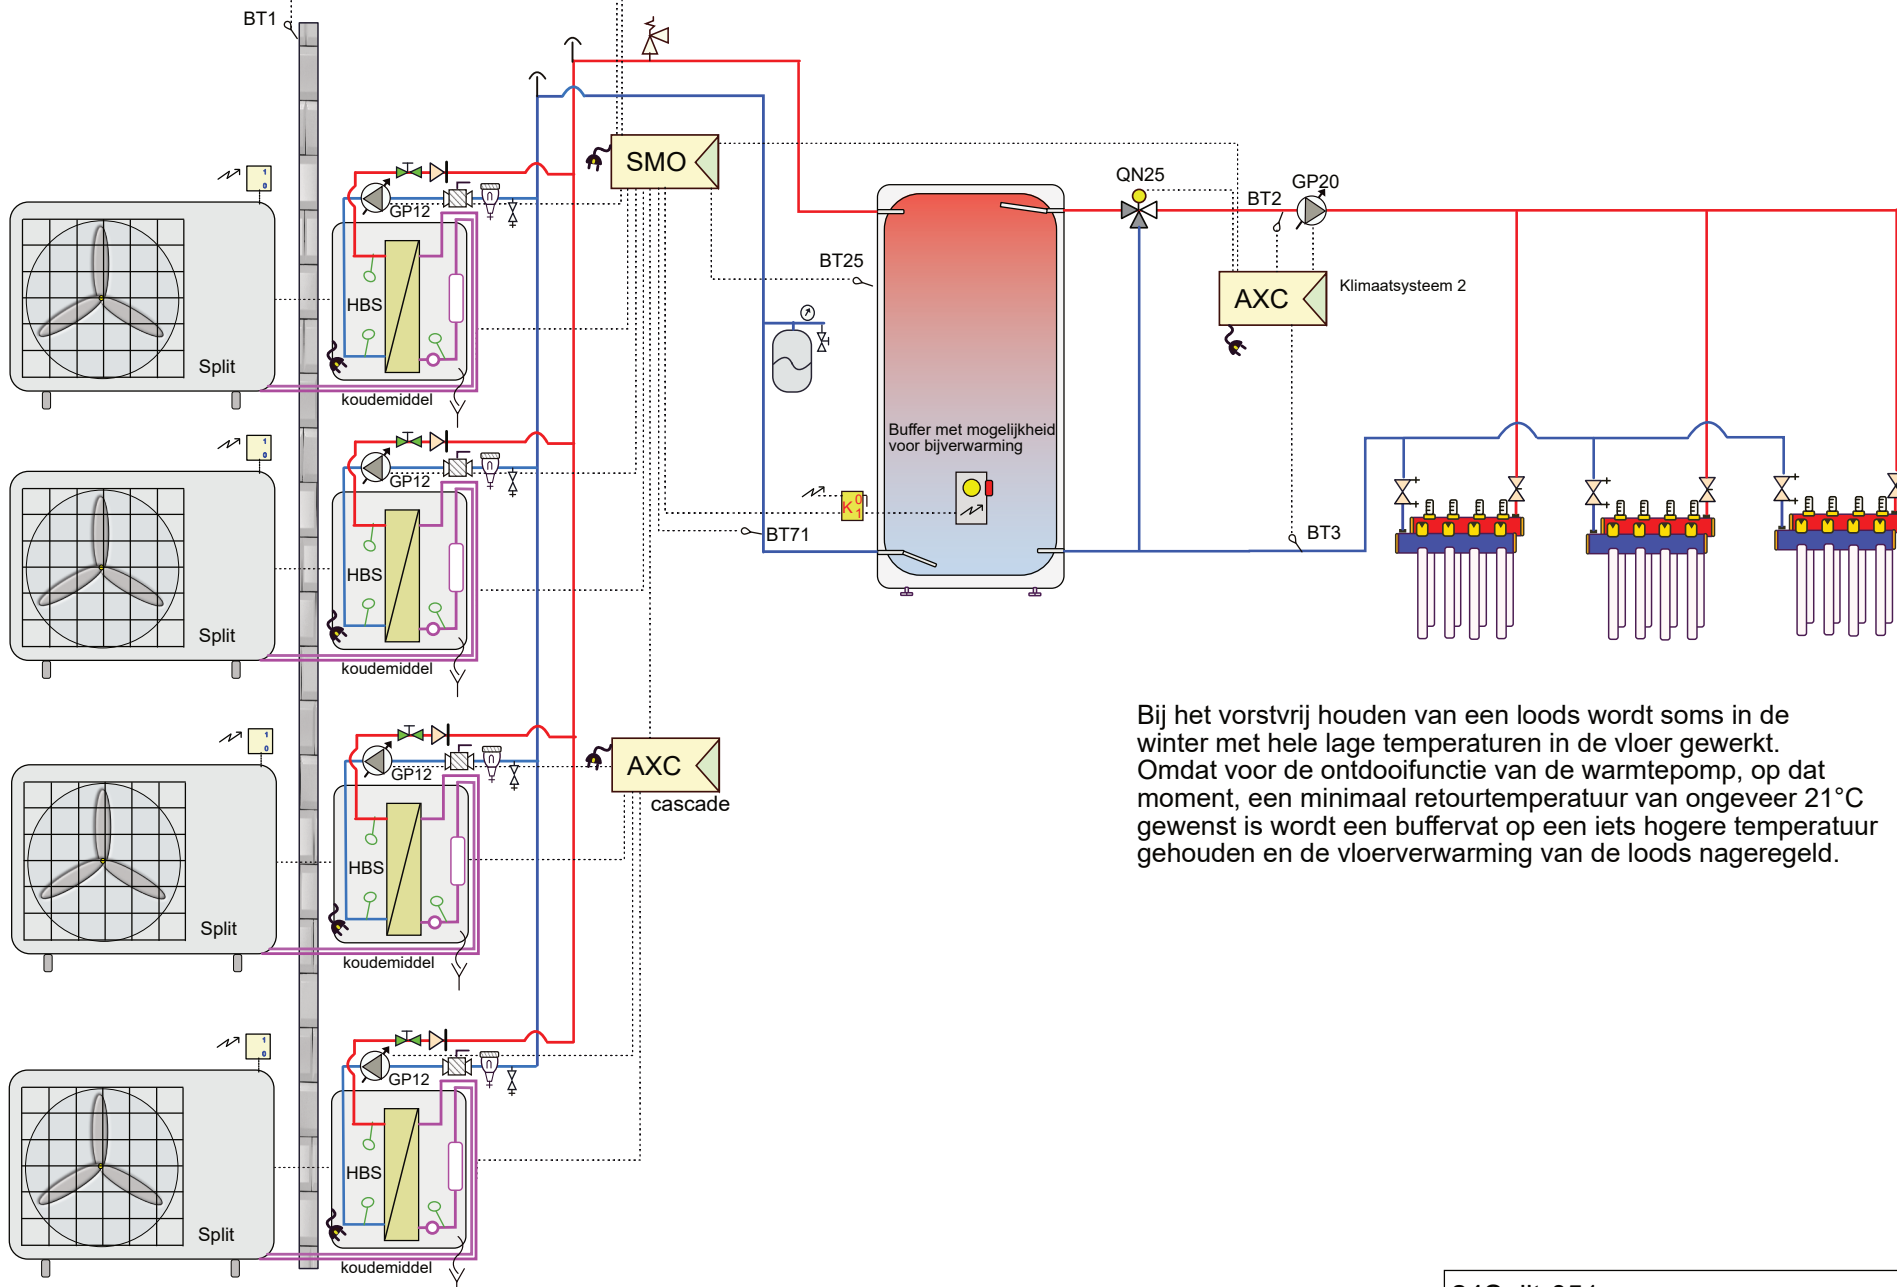 BT1
SMO
QN25
GP20
BT2
GP12
BT25
Klimaatsysteem 2
AXC
HBS
Split
koudemiddel
Buffer met mogelijkheid
voor bijverwarming
GP12
K 0 1
BT71
BT3
HBS
Split
koudemiddel
Bij het vorstvrij houden van een loods wordt soms in de
winter met hele lage temperaturen in de vloer gewerkt.
Omdat voor de ontdooifunctie van de warmtepomp, op dat
moment, een minimaal retourtemperatuur van ongeveer 21°C
gewenst is wordt een buffervat op een iets hogere temperatuur
gehouden en de vloerverwarming van de loods nageregeld.
GP12
AXC
cascade
HBS
Split
koudemiddel
GP12
HBS
Split
koudemiddel